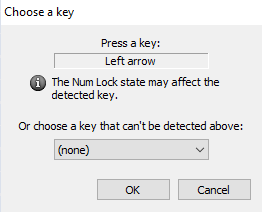 Choose a key
Press a key:
Left arrow
The Num Lock state may affect the
detected key.
Or choose a key that can't be detected above:
(none)
OK Cancel